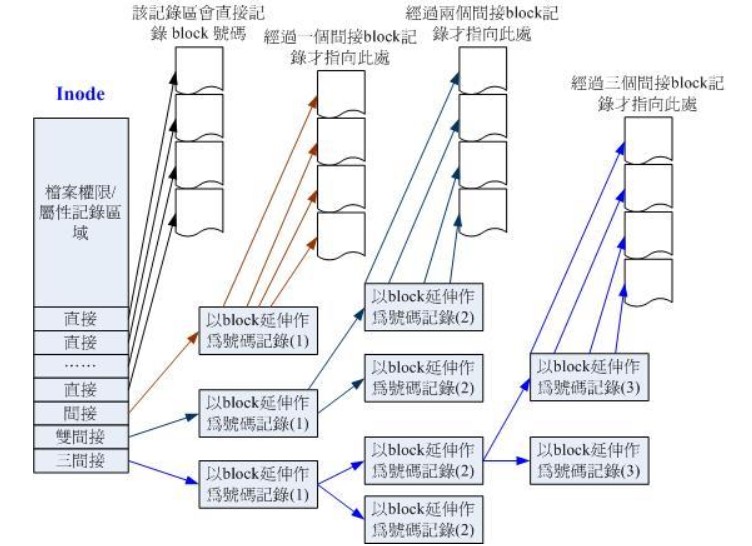 該記錄區會直接記
錄 block 號碼
經過一個間接block記
錄才指向此處
經過兩個間接block記
錄才指向此處
經過三個間接block記
錄才指向此處
Inode
檔案權限/
屬性記錄區
域
直接
直接
……
直接
間接
雙間接
三間接
以block延伸作
為號碼記錄(1)
以block延伸作
為號碼記錄(1)
以block延伸作
為號碼記錄(1)
以block延伸作
為號碼記錄(2)
以block延伸作
為號碼記錄(2)
以block延伸作
為號碼記錄(2)
以block延伸作
為號碼記錄(2)
以block延伸作
為號碼記錄(3)
以block延伸作
為號碼記錄(3)